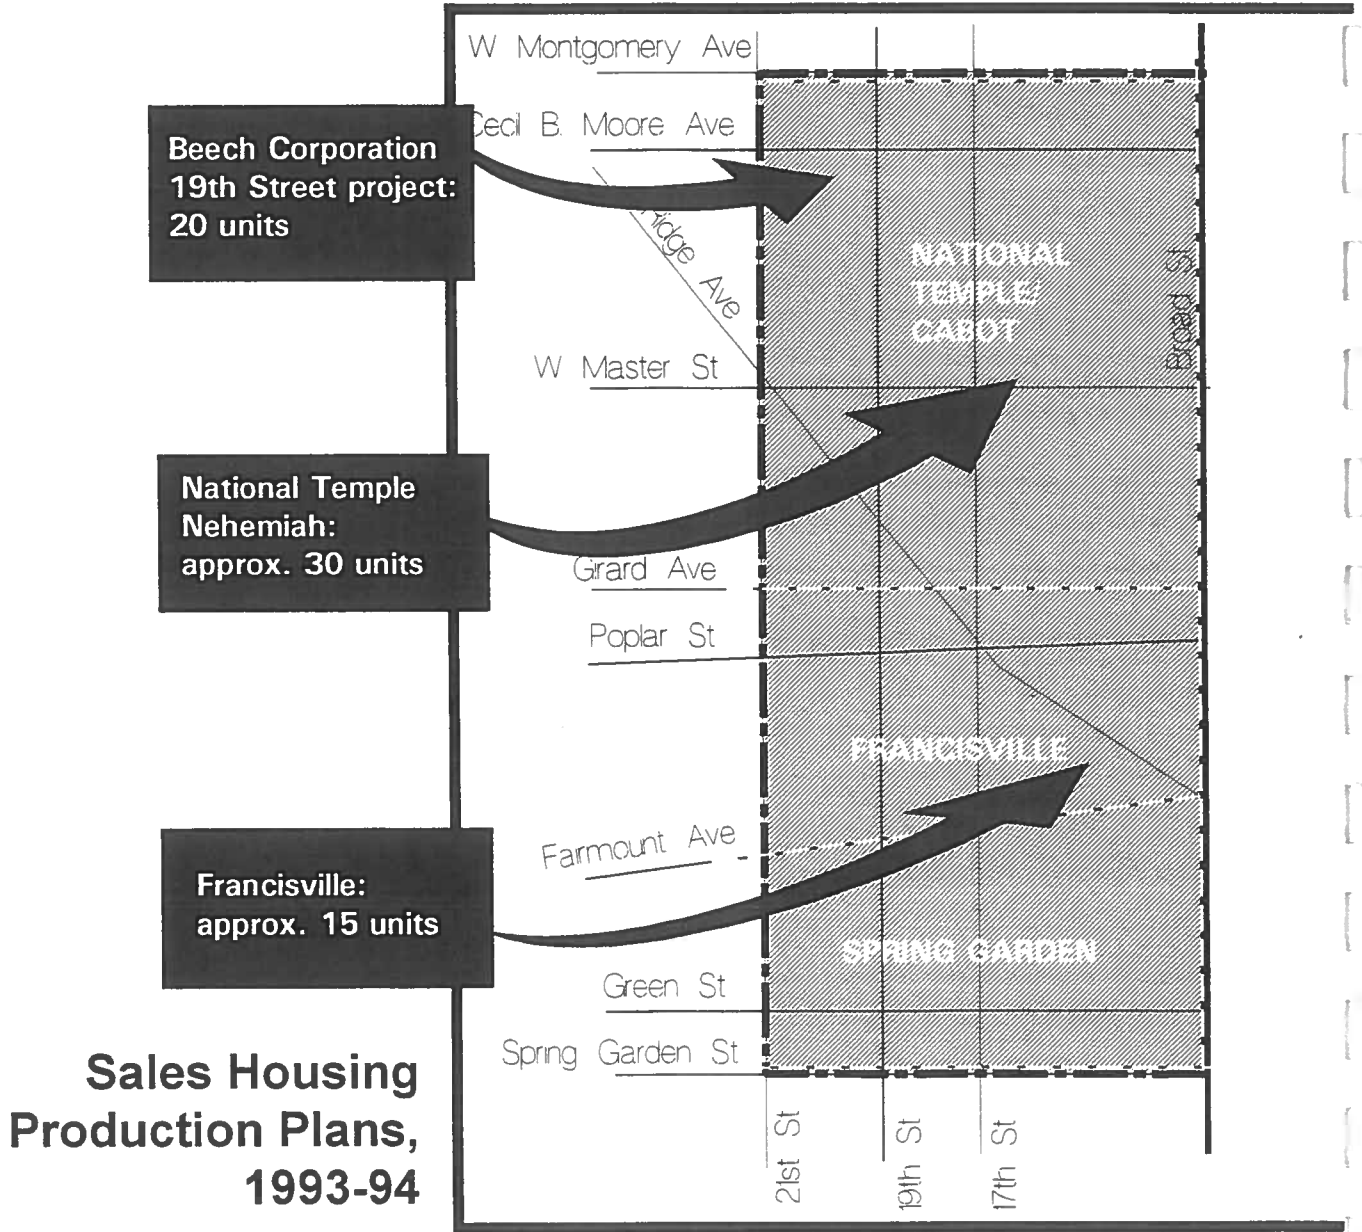 W Montgomery Ave
Cecil B. Moore Ave
Beech Corporation
19th Street project:
20 units
Ridge Ave
NATIONAL
TEMPLE/
CABOT
Broad St
W Master St
National Temple
Nehemiah:
approx. 30 units
Girard Ave
Poplar St
FRANCISVILLE
Fairmount Ave
Francisville:
approx. 15 units
SPRING GARDEN
Green St
Spring Garden St
Sales Housing
Production Plans,
1993-94
21st St
19th St
17th St